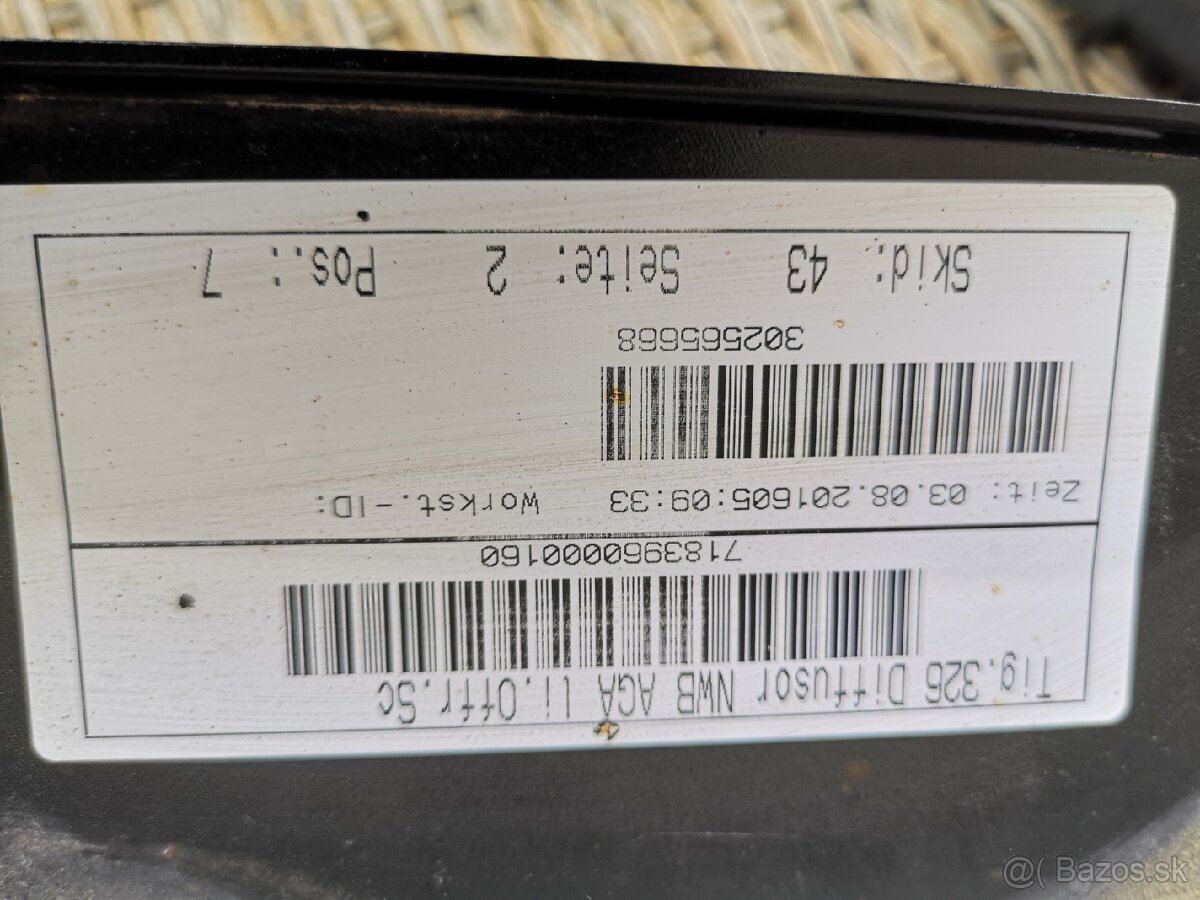 Tig.326 Diffusor NWB AGA li.Offr.Sc
7183960000160
Zeit: 03.08.201605:09:33 Workst.-ID:
302565668
Skid: 43 Seite: 2 Pos.: 7
@( Bazos.sk